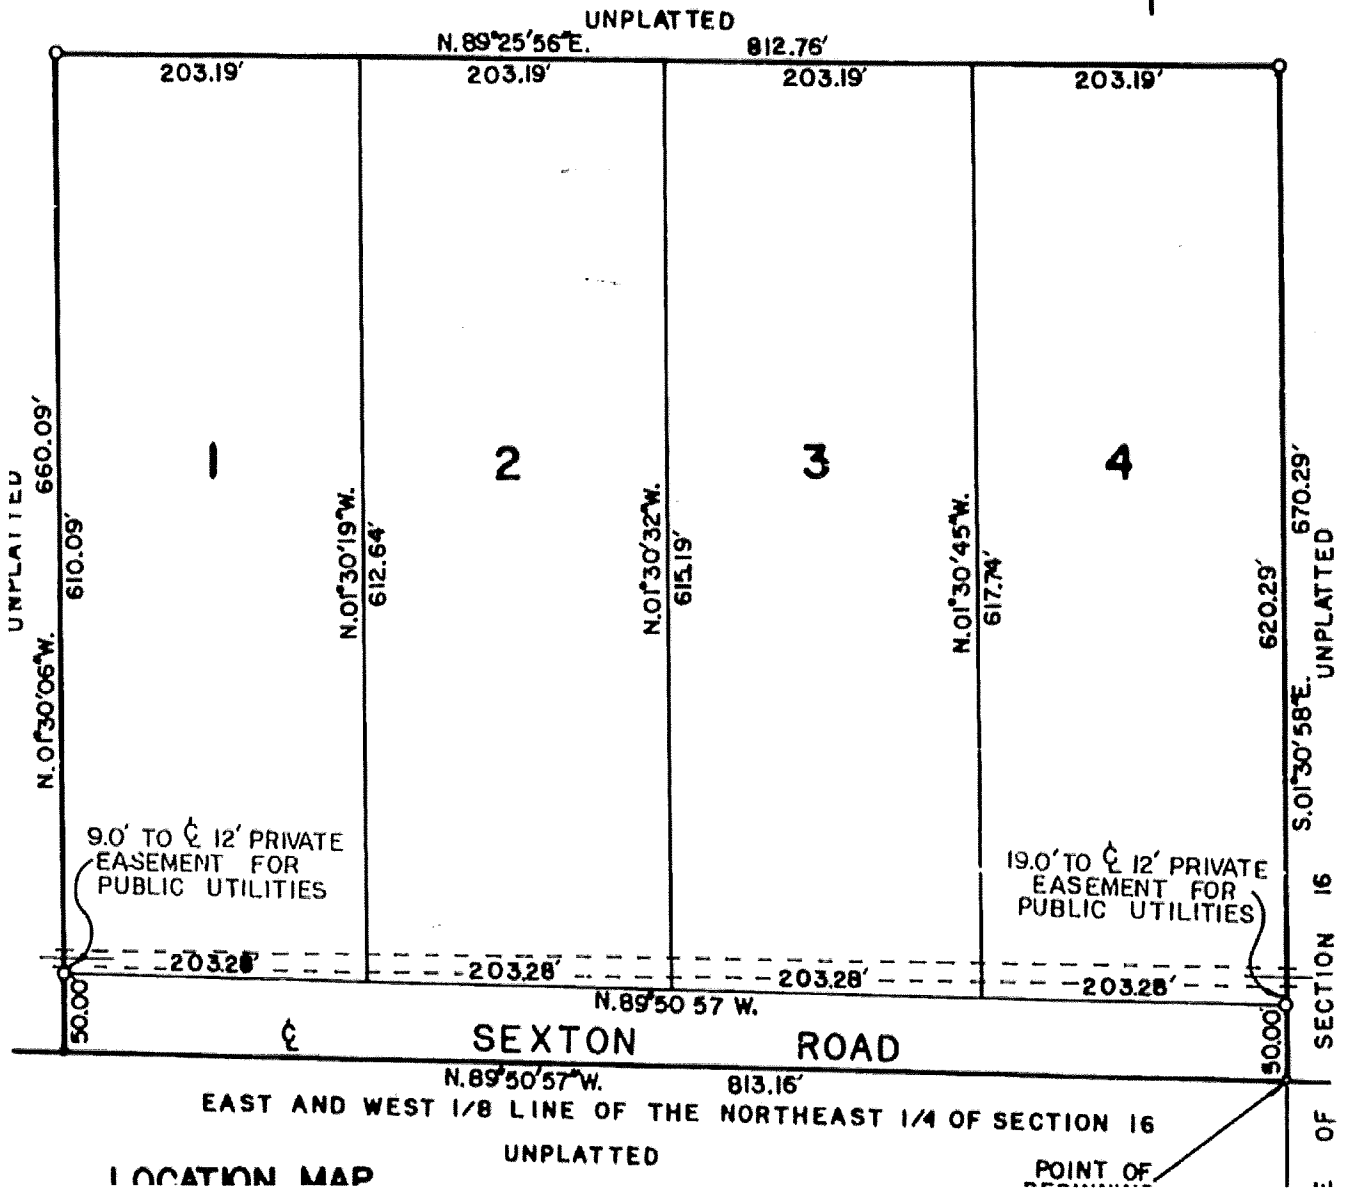 UNPLATTED
N.89°25'56"E. 812.76'
203.19' 203.19' 203.19' 203.19'
1 2 3 4
UNPLATTED
660.09'
610.09'
N.01°30'06"W.
N.01°30'19"W.
612.64'
N.01°30'32"W.
615.19'
N.01°30'45"W.
617.74'
670.29'
620.29'
UNPLATTED
S.01°30'58"E.
9.0' TO ℄ 12' PRIVATE
EASEMENT FOR
PUBLIC UTILITIES
19.0' TO ℄ 12' PRIVATE
EASEMENT FOR
PUBLIC UTILITIES
203.28' 203.28' 203.28' 203.28'
N.89°50 57 W.
50.00'
℄ SEXTON ROAD
50.00'
N.89°50'57"W. 813.16'
EAST AND WEST 1/8 LINE OF THE NORTHEAST 1/4 OF SECTION 16
UNPLATTED
OF SECTION 16
LOCATION MAP
POINT OF
BEGINNING